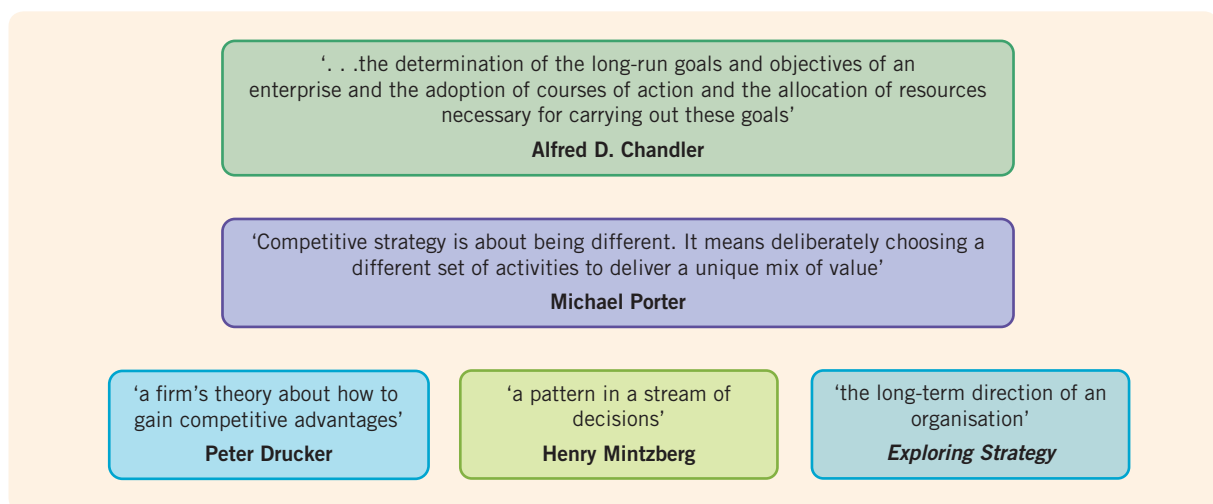 ‘. . .the determination of the long-run goals and objectives of an
enterprise and the adoption of courses of action and the allocation of resources
necessary for carrying out these goals’
Alfred D. Chandler
‘Competitive strategy is about being different. It means deliberately choosing a
different set of activities to deliver a unique mix of value’
Michael Porter
‘a firm’s theory about how to
gain competitive advantages’
Peter Drucker
‘a pattern in a stream of
decisions’
Henry Mintzberg
‘the long-term direction of an
organisation’
Exploring Strategy